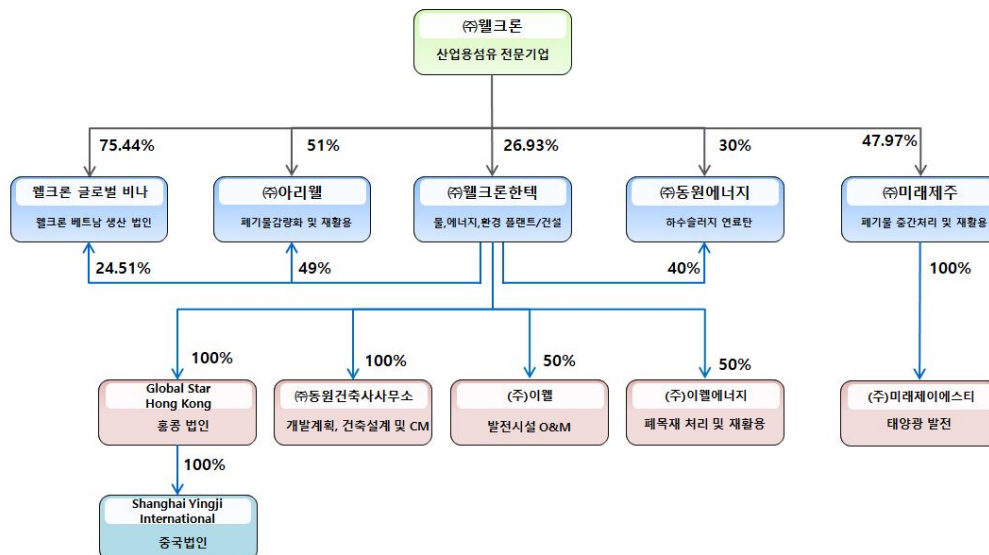 ㈜웰크론
산업용섬유 전문기업
75.44%
51%
26.93%
30%
47.97%
웰크론 글로벌 비나
웰크론 베트남 생산 법인
㈜아리웰
폐기물감량화 및 재활용
㈜웰크론한텍
물,에너지,환경 플랜트/건설
㈜동원에너지
하수슬러지 연료탄
㈜미래제주
폐기물 중간처리 및 재활용
24.51%
49%
40%
100%
100%
100%
50%
50%
Global Star
Hong Kong
홍콩 법인
㈜동원건축사사무소
개발계획, 건축설계 및 CM
(주)이웰
발전시설 O&M
(주)이웰에너지
폐목재 처리 및 재활용
(주)미래제이에스티
태양광 발전
100%
Shanghai Yingji
International
중국법인